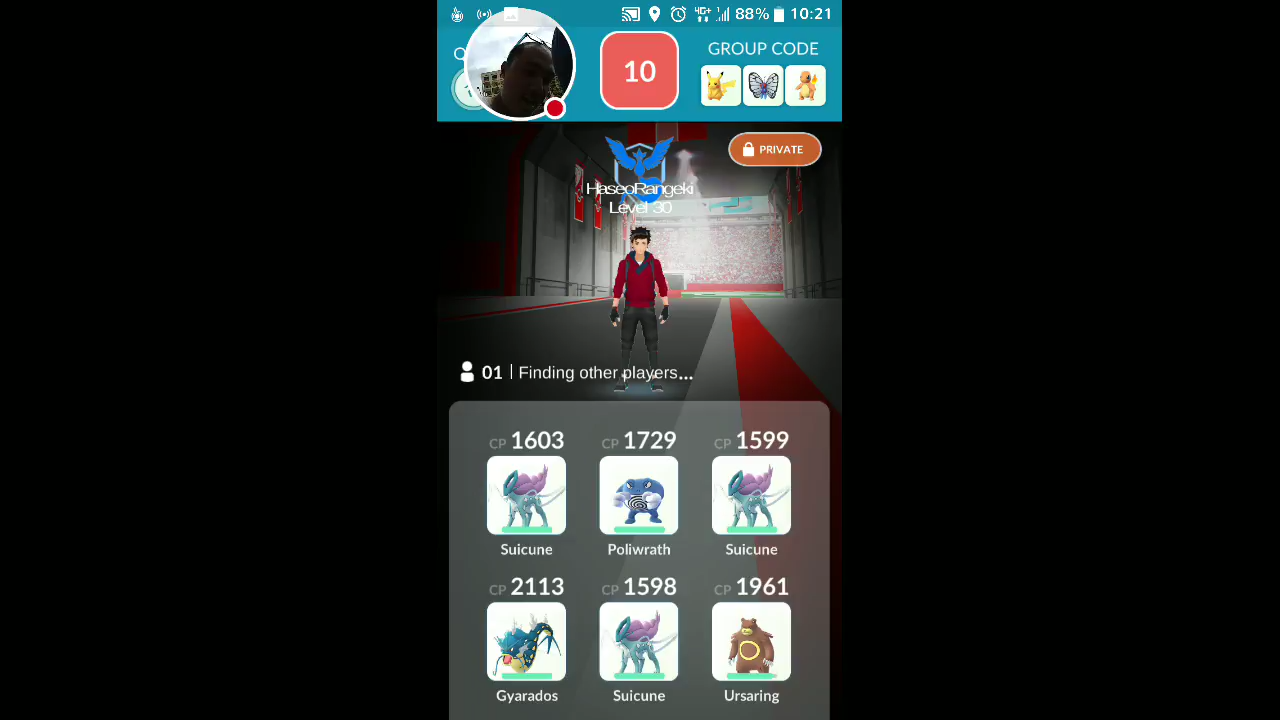 4G+ 88% 10:21
10
GROUP CODE
PRIVATE
HaseoRangeki
Level 30
01 | Finding other players...
CP 1603 CP 1729 CP 1599
Suicune Poliwrath Suicune
CP 2113 CP 1598 CP 1961
Gyarados Suicune Ursaring